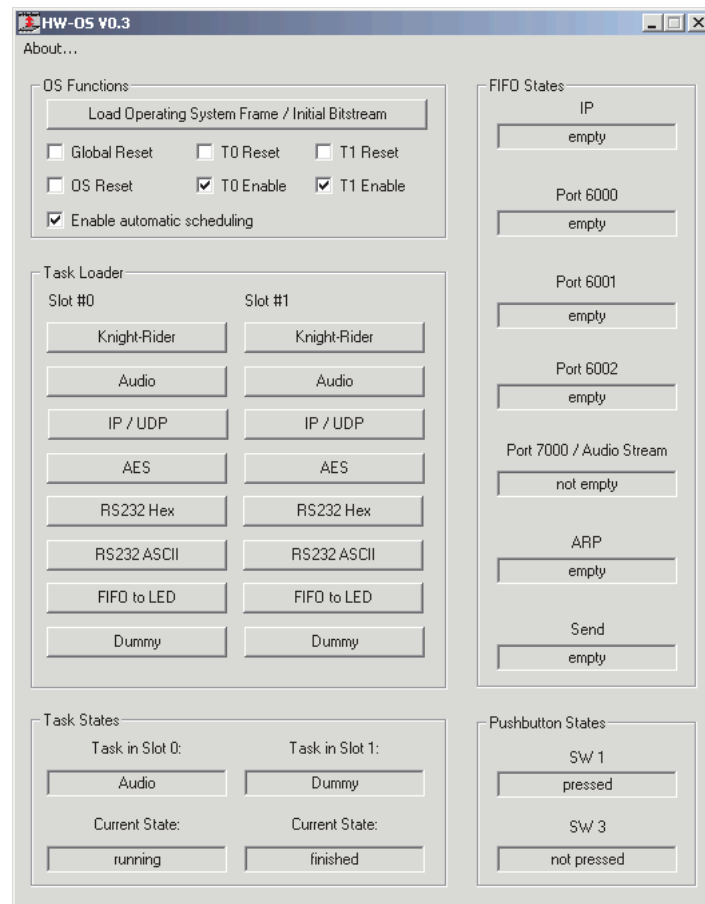 HW-OS V0.3
About...
OS Functions
Load Operating System Frame / Initial Bitstream
Global Reset T0 Reset T1 Reset
OS Reset T0 Enable T1 Enable
Enable automatic scheduling
Task Loader
Slot #0 Slot #1
Knight-Rider Knight-Rider
Audio Audio
IP / UDP IP / UDP
AES AES
RS232 Hex RS232 Hex
RS232 ASCII RS232 ASCII
FIFO to LED FIFO to LED
Dummy Dummy
Task States
Task in Slot 0: Task in Slot 1:
Audio Dummy
Current State: Current State:
running finished
FIFO States
IP
empty
Port 6000
empty
Port 6001
empty
Port 6002
empty
Port 7000 / Audio Stream
not empty
ARP
empty
Send
empty
Pushbutton States
SW 1
pressed
SW 3
not pressed